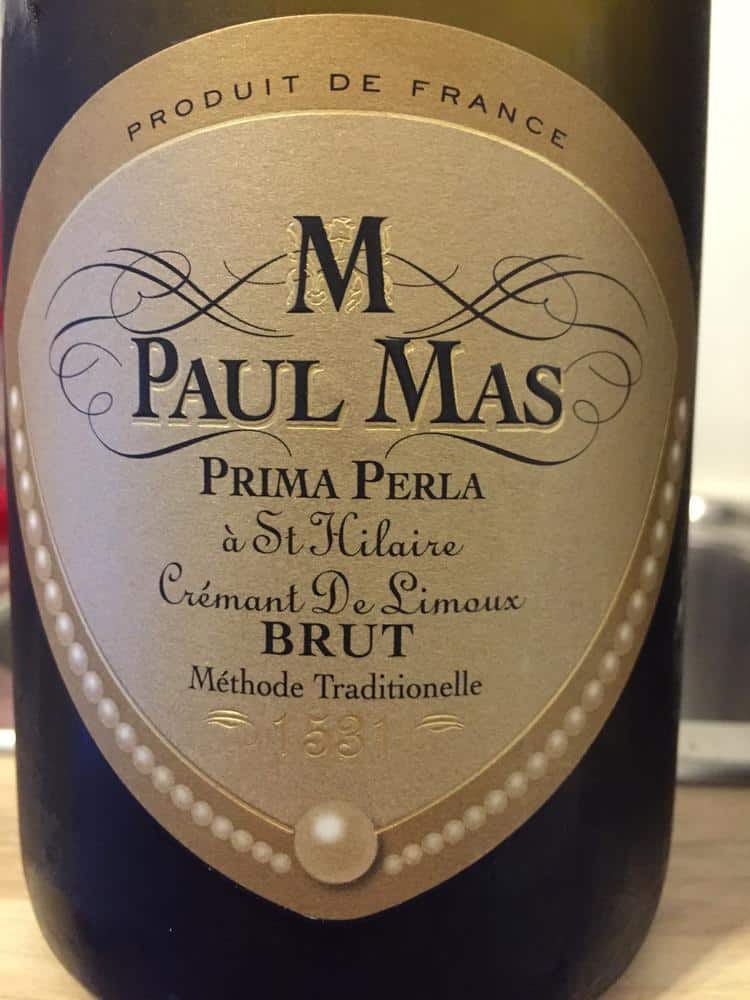 PRODUIT DE FRANCE
M
PAUL MAS
PRIMA PERLA
à St Hilaire
Crémant De Limoux
BRUT
Méthode Traditionelle
1531